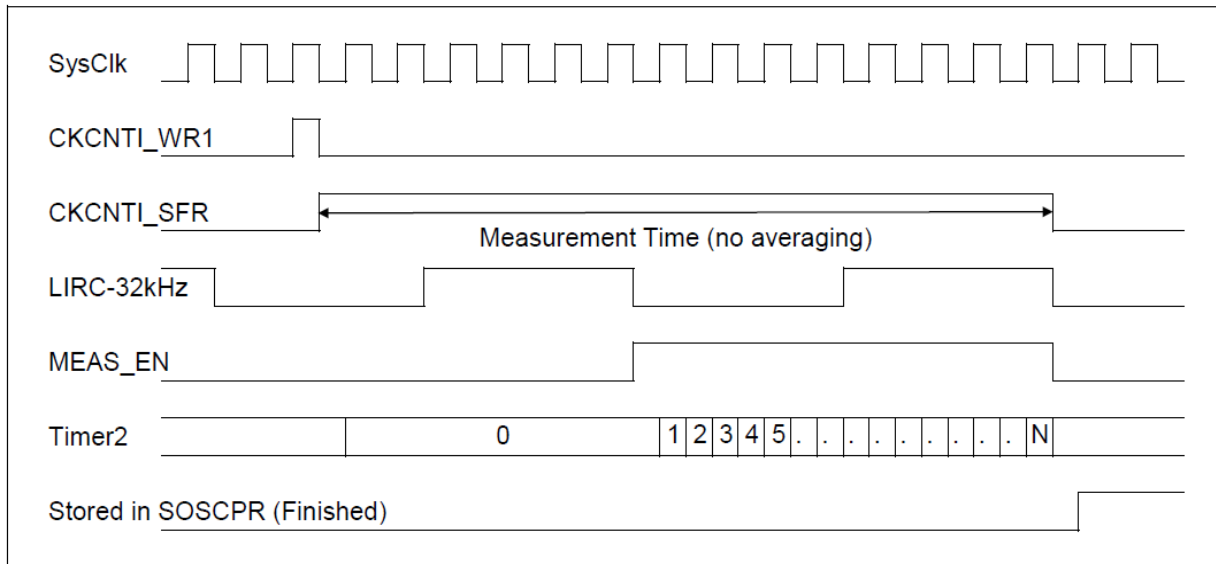 SysClk
CKCNTI_WR1
CKCNTI_SFR
Measurement Time (no averaging)
LIRC-32kHz
MEAS_EN
Timer2 0 1 2 3 4 5 . . . . . . . . . N
Stored in SOSCPR (Finished)